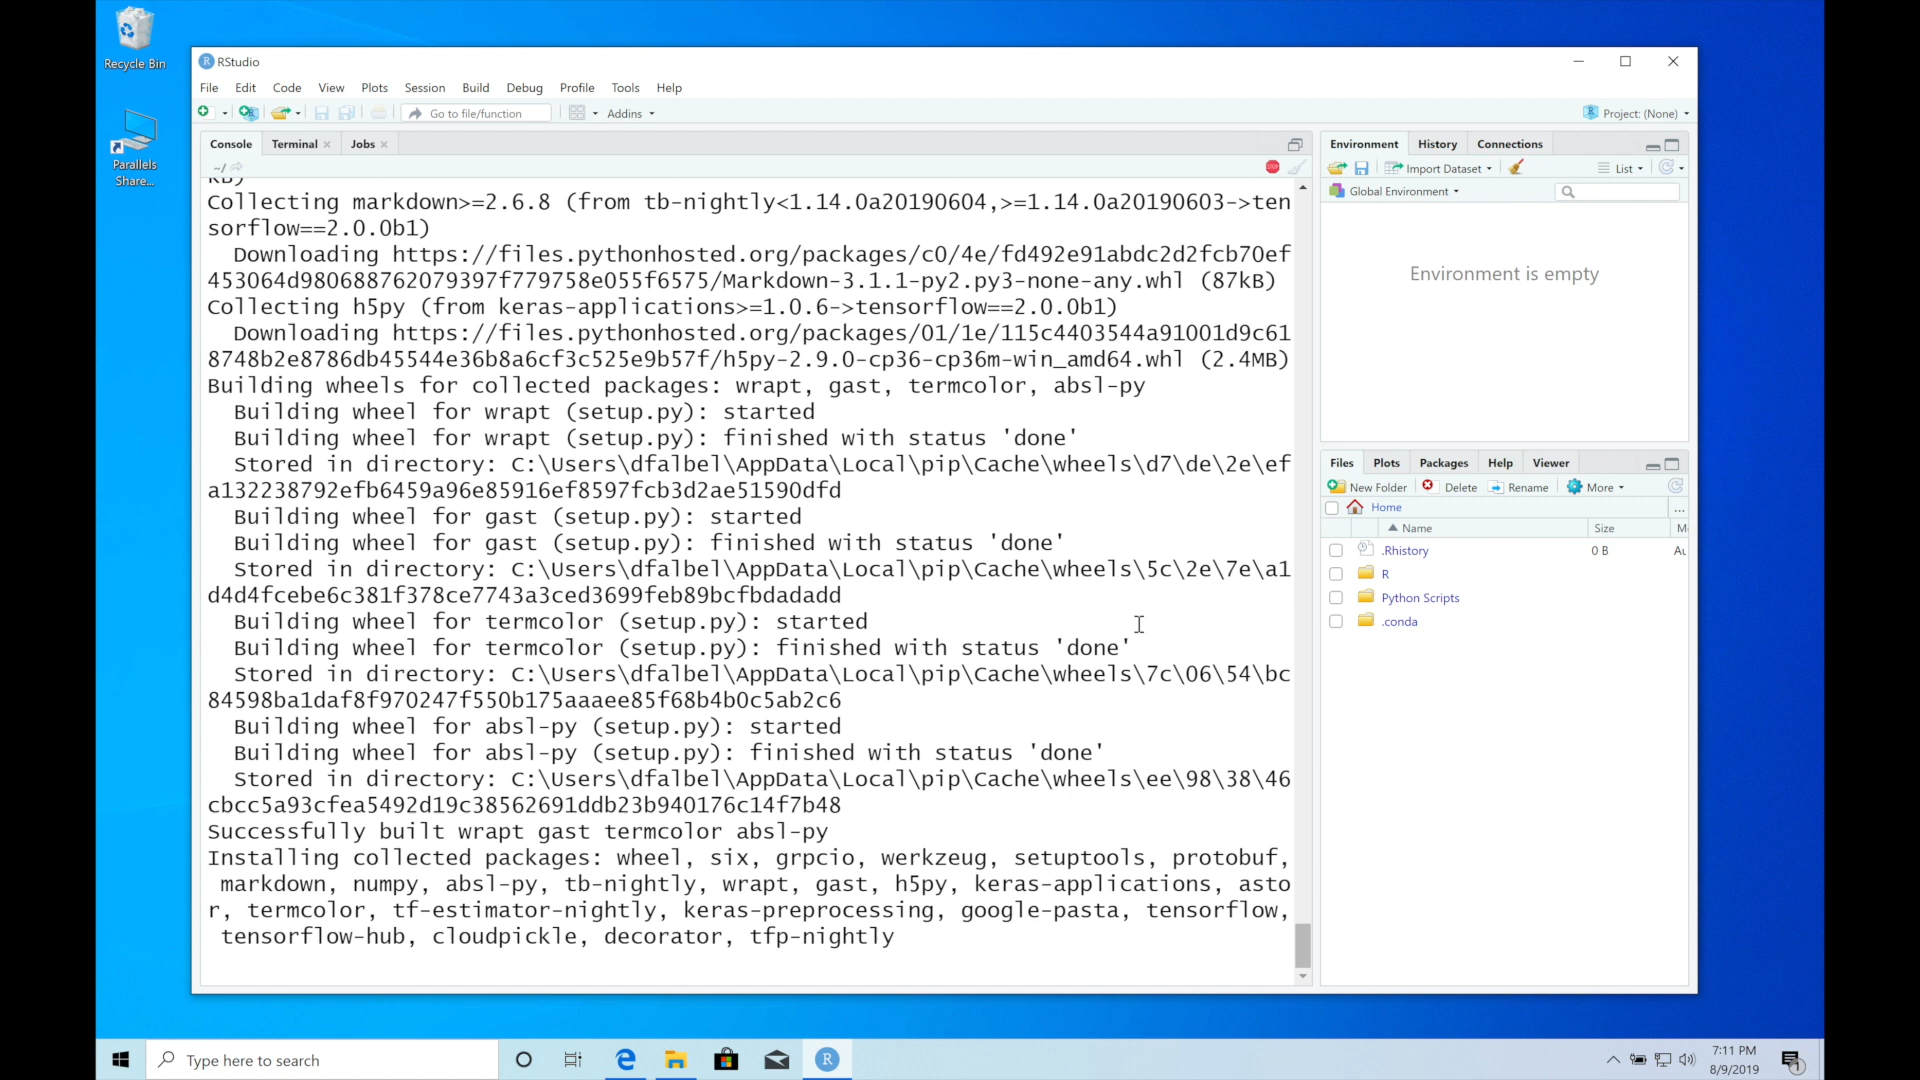 Recycle Bin
Parallels
Share...
RStudio
File Edit Code View Plots Session Build Debug Profile Tools Help
Go to file/function Addins Project: (None)
Console Terminal Jobs
~/
kB)
Collecting markdown>=2.6.8 (from tb-nightly<1.14.0a20190604,>=1.14.0a20190603->ten
sorflow==2.0.0b1)
Downloading https://files.pythonhosted.org/packages/c0/4e/fd492e91abdc2d2fcb70ef
453064d980688762079397f779758e055f6575/Markdown-3.1.1-py2.py3-none-any.whl (87kB)
Collecting h5py (from keras-applications>=1.0.6->tensorflow==2.0.0b1)
Downloading https://files.pythonhosted.org/packages/01/1e/115c4403544a91001d9c61
8748b2e8786db45544e36b8a6cf3c525e9b57f/h5py-2.9.0-cp36-cp36m-win_amd64.whl (2.4MB)
Building wheels for collected packages: wrapt, gast, termcolor, absl-py
Building wheel for wrapt (setup.py): started
Building wheel for wrapt (setup.py): finished with status 'done'
Stored in directory: C:\Users\dfalbel\AppData\Local\pip\Cache\wheels\d7\de\2e\ef
a132238792efb6459a96e85916ef8597fcb3d2ae51590dfd
Building wheel for gast (setup.py): started
Building wheel for gast (setup.py): finished with status 'done'
Stored in directory: C:\Users\dfalbel\AppData\Local\pip\Cache\wheels\5c\2e\7e\a1
d4d4fcebe6c381f378ce7743a3ced3699feb89bcfbdadadd
Building wheel for termcolor (setup.py): started
Building wheel for termcolor (setup.py): finished with status 'done'
Stored in directory: C:\Users\dfalbel\AppData\Local\pip\Cache\wheels\7c\06\54\bc
84598ba1daf8f970247f550b175aaaee85f68b4b0c5ab2c6
Building wheel for absl-py (setup.py): started
Building wheel for absl-py (setup.py): finished with status 'done'
Stored in directory: C:\Users\dfalbel\AppData\Local\pip\Cache\wheels\ee\98\38\46
cbcc5a93cfea5492d19c38562691ddb23b940176c14f7b48
Successfully built wrapt gast termcolor absl-py
Installing collected packages: wheel, six, grpcio, werkzeug, setuptools, protobuf,
markdown, numpy, absl-py, tb-nightly, wrapt, gast, h5py, keras-applications, asto
r, termcolor, tf-estimator-nightly, keras-preprocessing, google-pasta, tensorflow,
tensorflow-hub, cloudpickle, decorator, tfp-nightly
Environment History Connections
Import Dataset List
Global Environment
Environment is empty
Files Plots Packages Help Viewer
New Folder Delete Rename More
Home ...
Name Size M
.Rhistory 0 B Au
R
Python Scripts
.conda
Type here to search
7:11 PM
8/9/2019
1